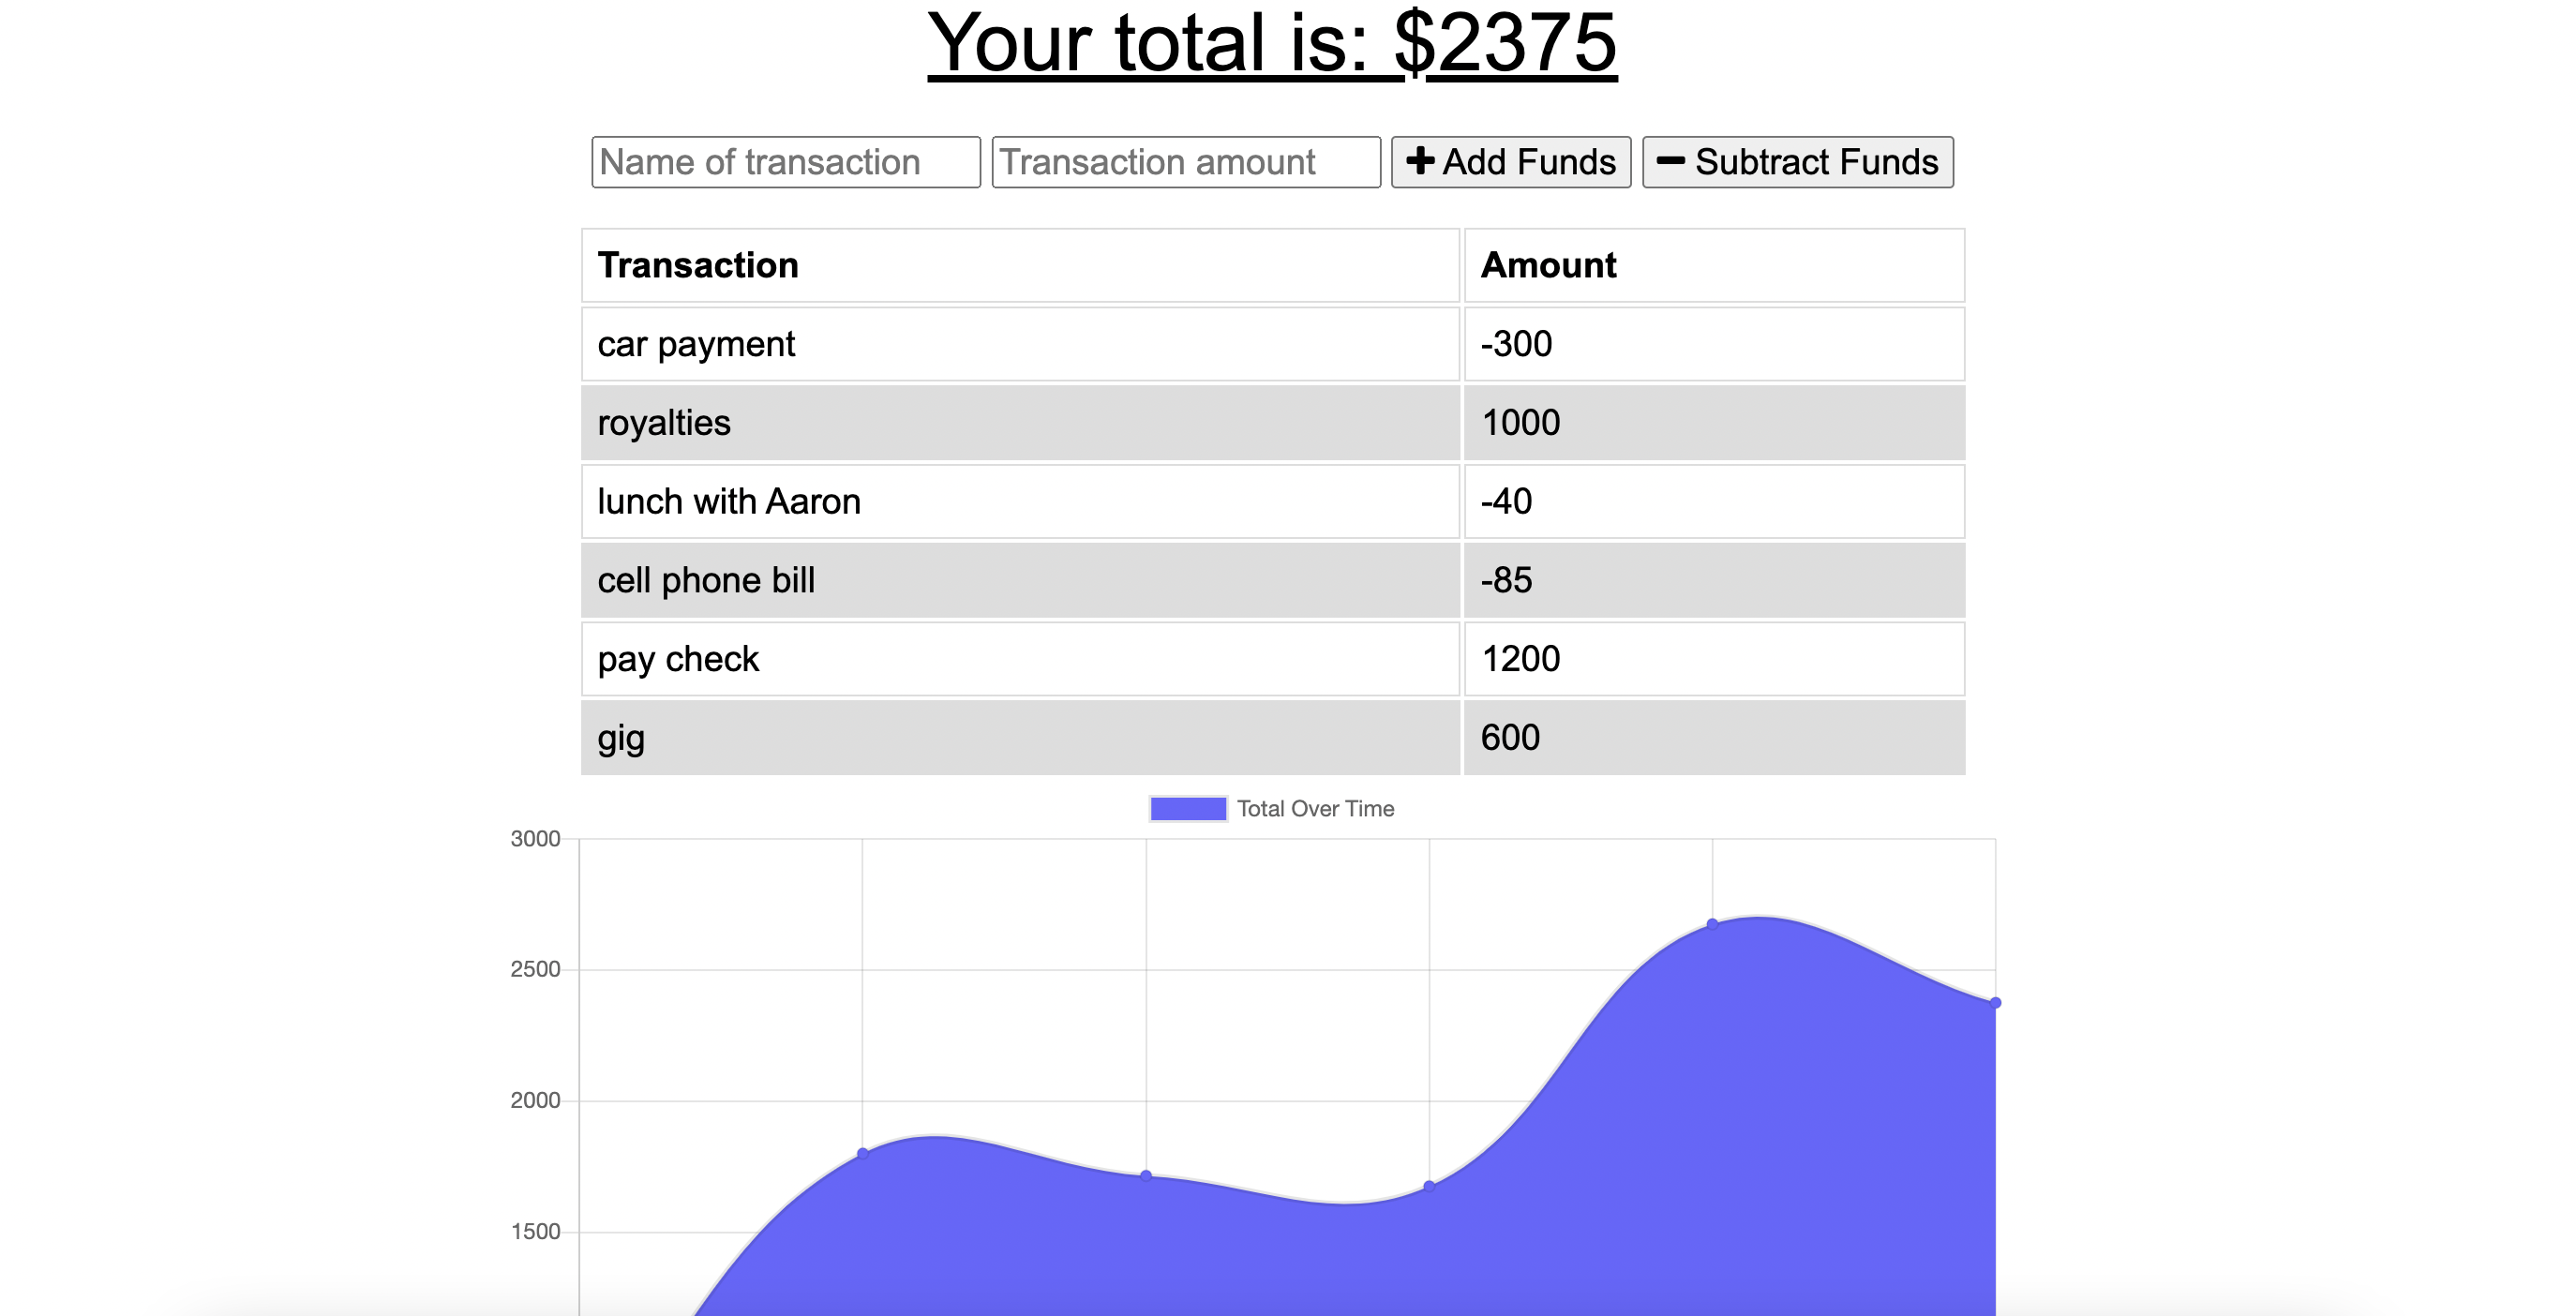 Your total is: $2375
Name of transaction Transaction amount Add Funds Subtract Funds
Transaction Amount
car payment -300
royalties 1000
lunch with Aaron -40
cell phone bill -85
pay check 1200
gig 600
Total Over Time
3000
2500
2000
1500